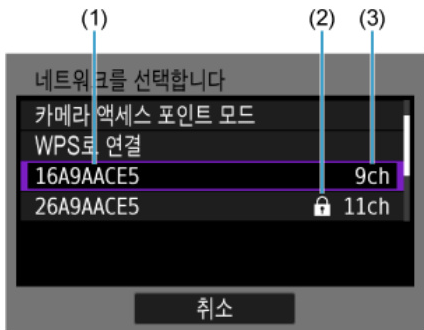 (1) (2) (3)
네트워크를 선택합니다
카메라 액세스 포인트 모드
WPS로 연결
16A9AACE5 9ch
26A9AACE5 11ch
취소